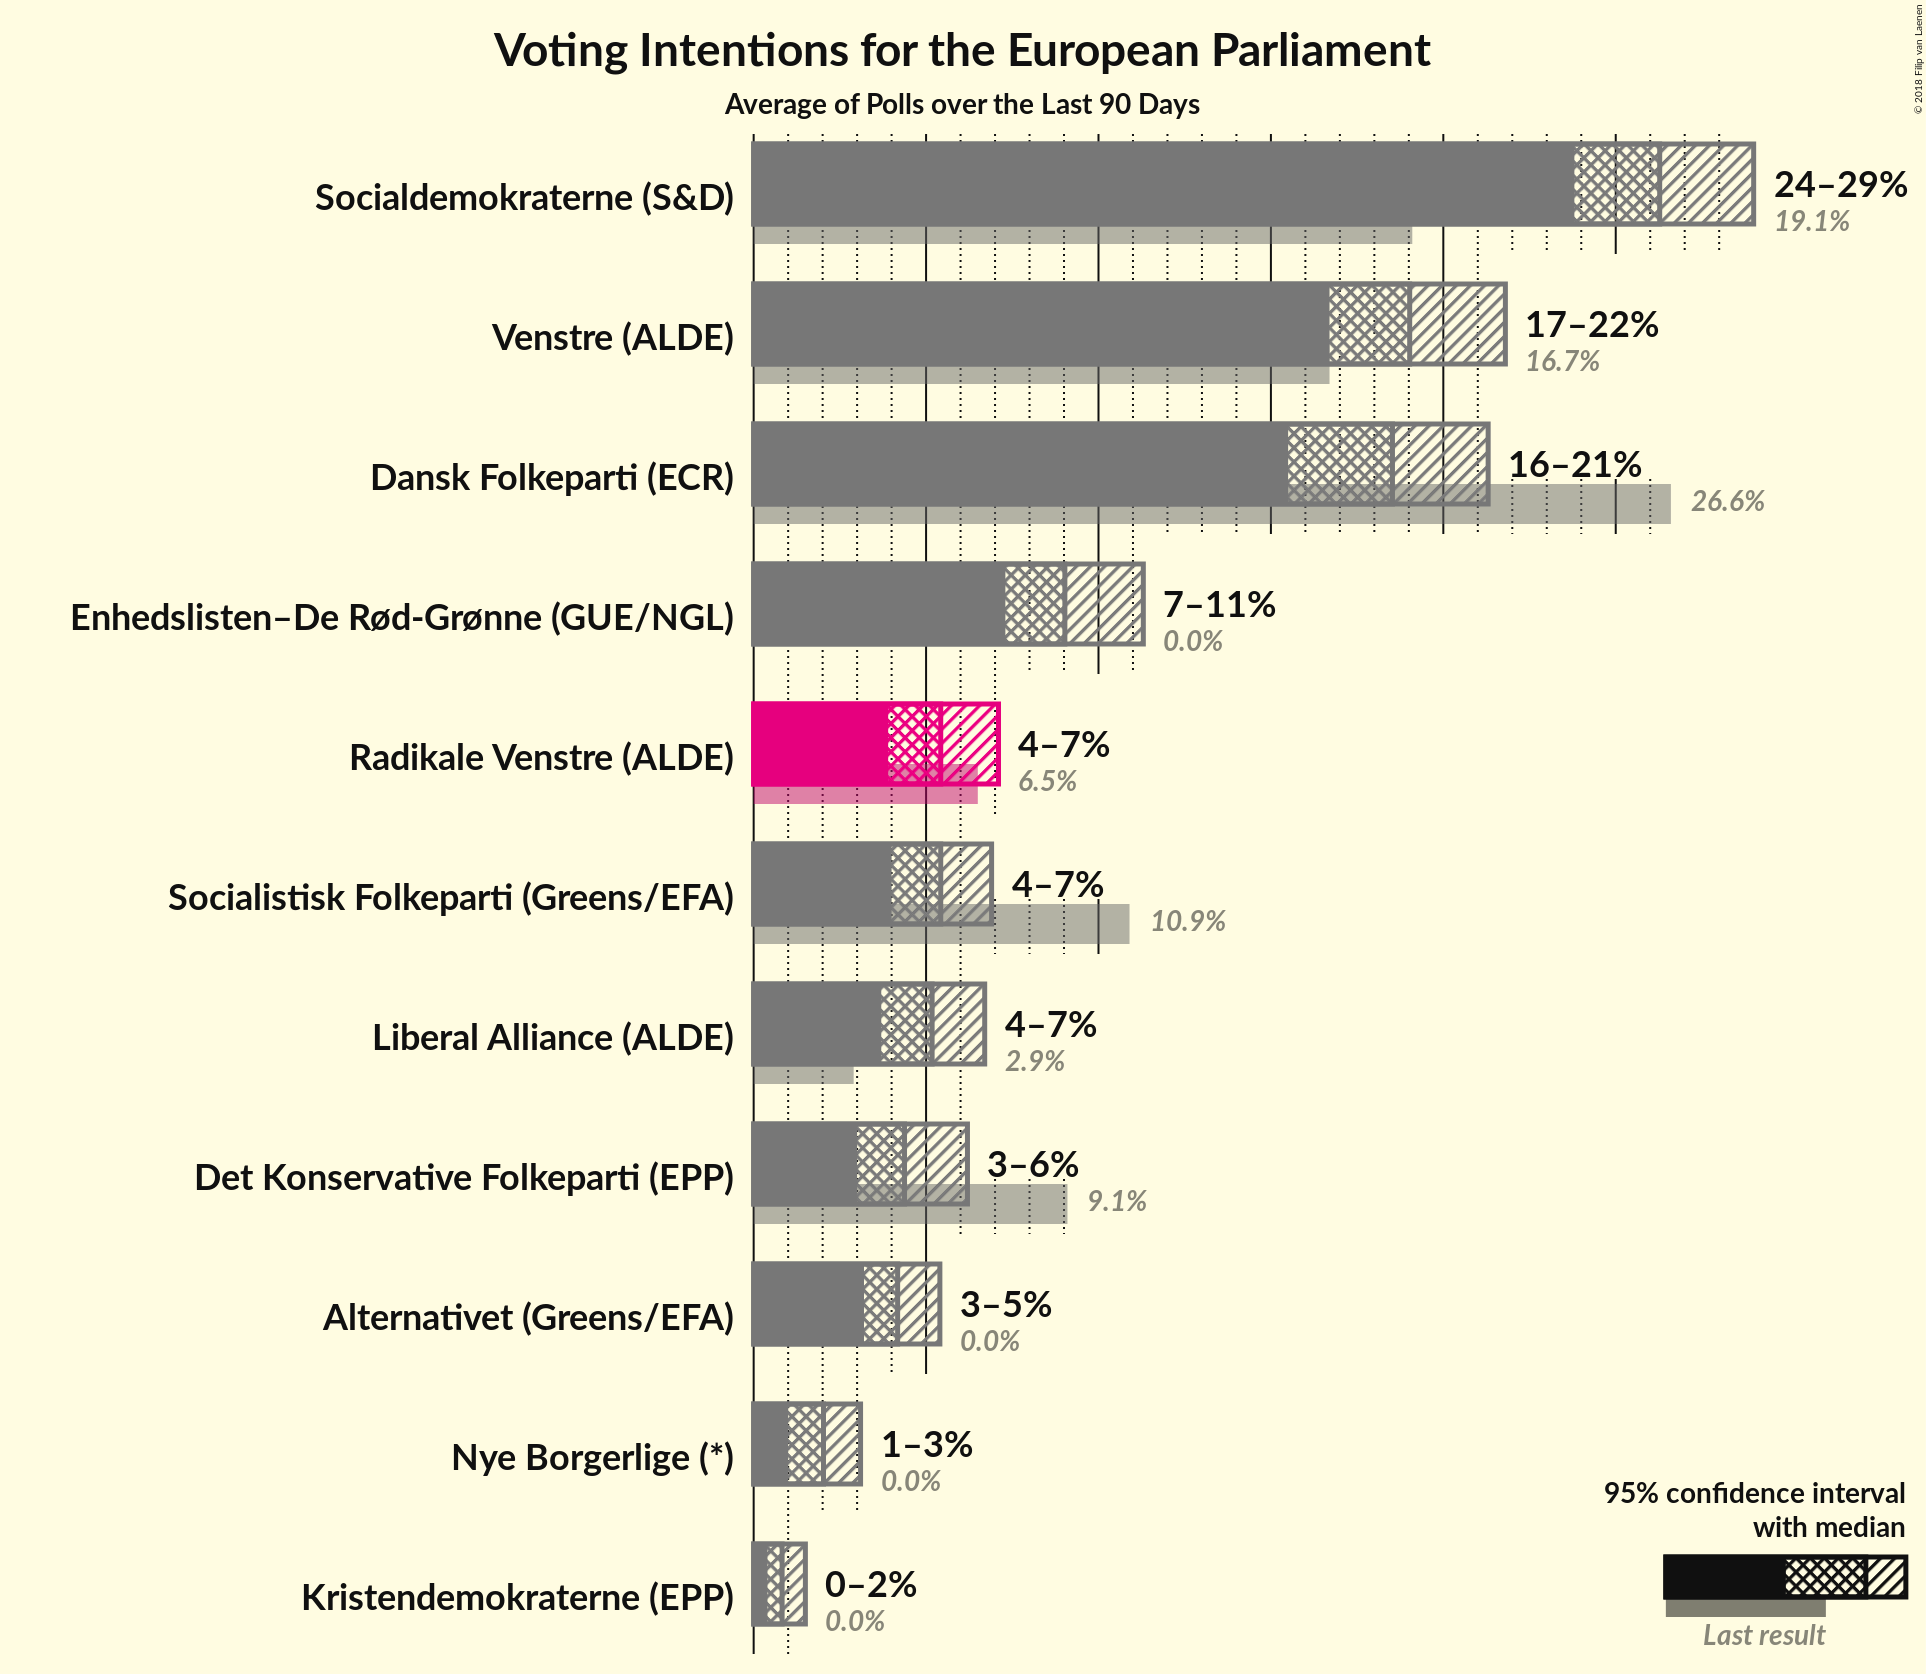 Voting Intentions for the European Parliament
Average of Polls over the Last 90 Days
© 2018 Filip van Laenen
Socialdemokraterne (S&D)
24–29%
19.1%
Venstre (ALDE)
17–22%
16.7%
Dansk Folkeparti (ECR)
16–21%
26.6%
Enhedslisten–De Rød-Grønne (GUE/NGL)
7–11%
0.0%
Radikale Venstre (ALDE)
4–7%
6.5%
Socialistisk Folkeparti (Greens/EFA)
4–7%
10.9%
Liberal Alliance (ALDE)
4–7%
2.9%
Det Konservative Folkeparti (EPP)
3–6%
9.1%
Alternativet (Greens/EFA)
3–5%
0.0%
Nye Borgerlige (*)
1–3%
0.0%
Kristendemokraterne (EPP)
0–2%
0.0%
95% confidence interval
with median
Last result